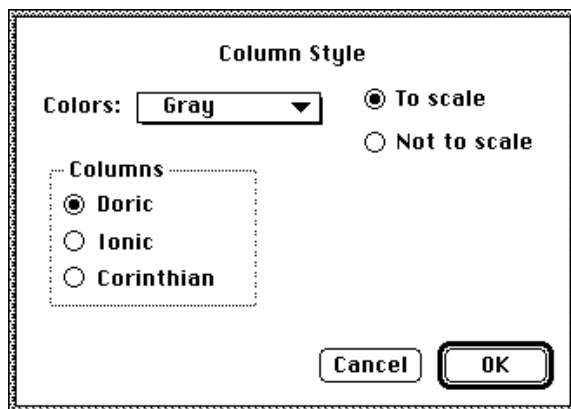 Column Style
Colors: Gray
To scale
Not to scale
Columns
Doric
Ionic
Corinthian
Cancel OK